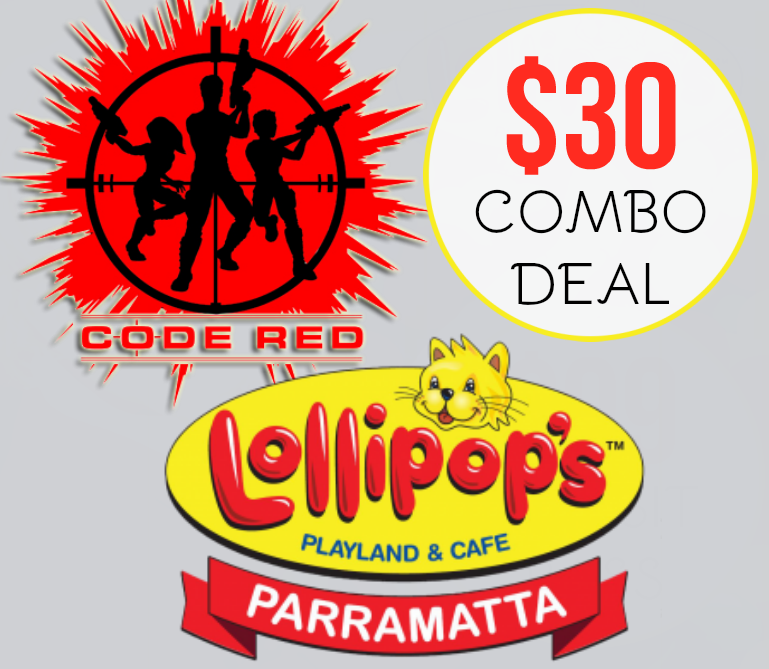 $30
COMBO
DEAL
CODE RED
Lollipop's™
PLAYLAND & CAFE
PARRAMATTA